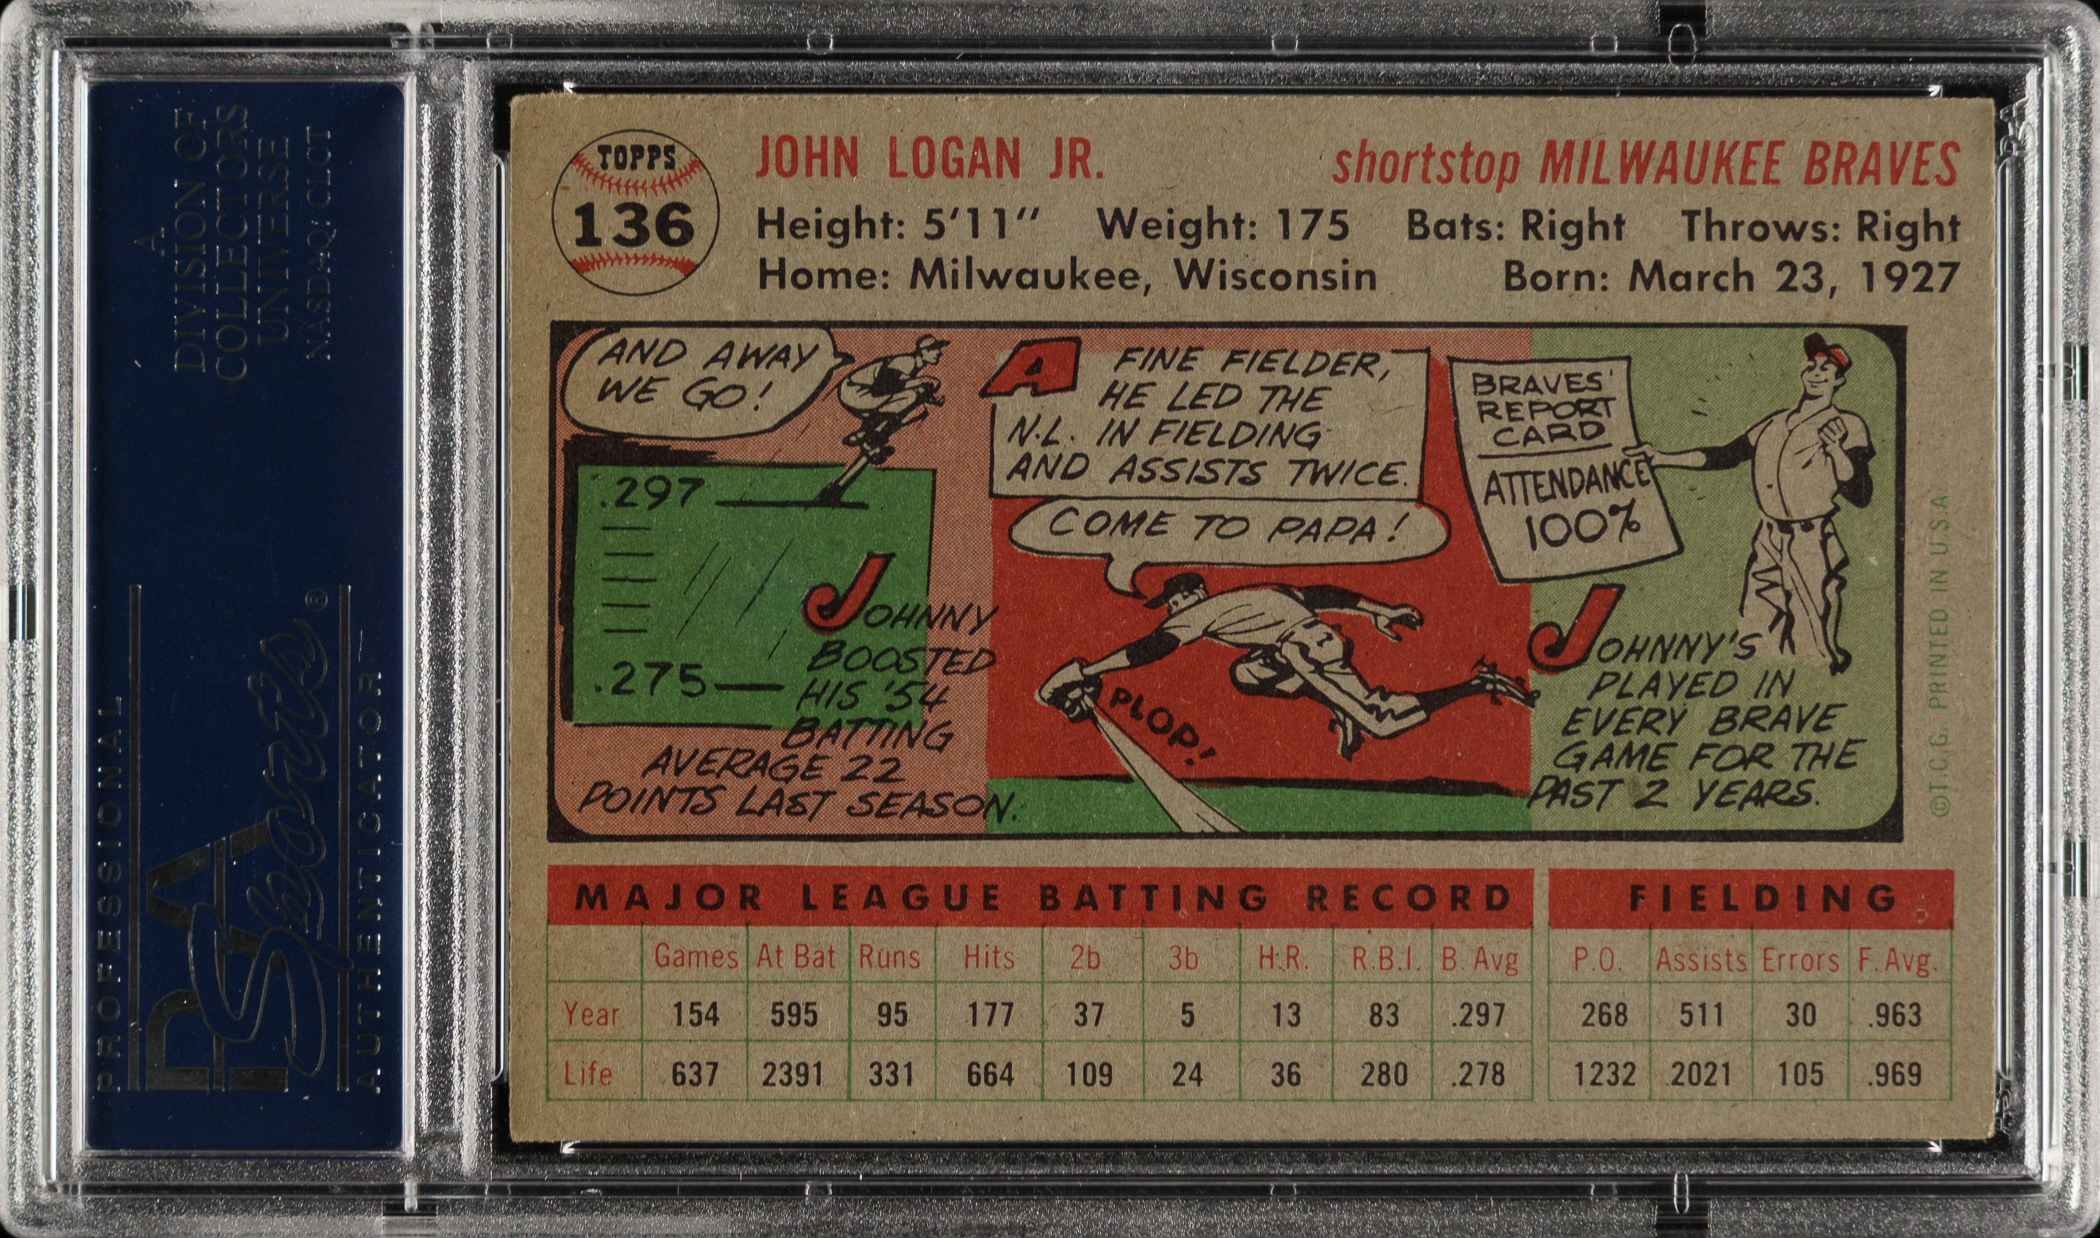 A
DIVISION OF
COLLECTORS
UNIVERSE
NASDAQ: CLCT
PROFESSIONAL
PSA
Sports®
AUTHENTICATOR
TOPPS
136
JOHN LOGAN JR.
shortstop MILWAUKEE BRAVES
Height: 5'11" Weight: 175 Bats: Right Throws: Right
Home: Milwaukee, Wisconsin Born: March 23, 1927
AND AWAY
WE GO!
.297
.275
JOHNNY
BOOSTED
HIS '54
BATTING
AVERAGE 22
POINTS LAST SEASON.
A FINE FIELDER,
HE LED THE
N.L. IN FIELDING
AND ASSISTS TWICE.
COME TO PAPA!
PLOP!
BRAVES'
REPORT
CARD
ATTENDANCE
100%
JOHNNY'S
PLAYED IN
EVERY BRAVE
GAME FOR THE
PAST 2 YEARS.
©T.C.G. PRINTED IN U.S.A.
MAJOR LEAGUE BATTING RECORD FIELDING
Games At Bat Runs Hits 2b 3b H.R. R.B.I. B. Avg P.O. Assists Errors F. Avg.
Year 154 595 95 177 37 5 13 83 .297 268 511 30 .963
Life 637 2391 331 664 109 24 36 280 .278 1232 2021 105 .969